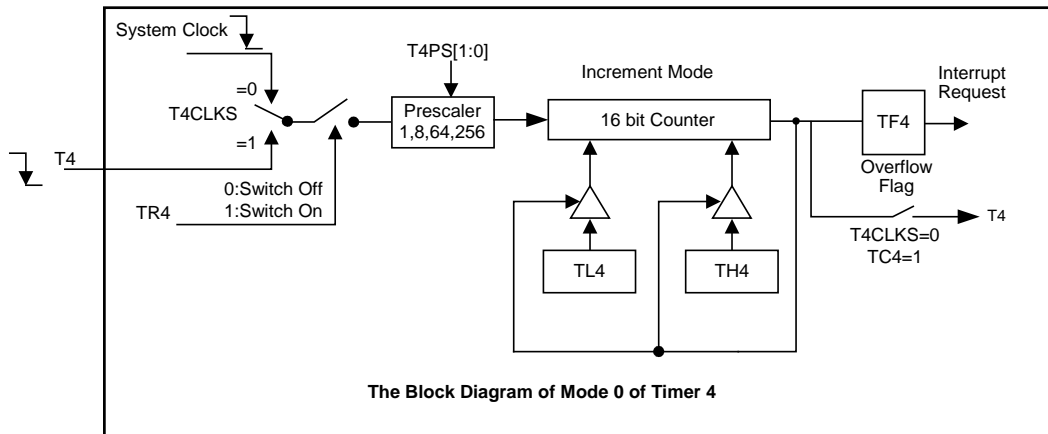 System Clock
T4PS[1:0]
Increment Mode
Interrupt
Request
=0
T4CLKS
=1
Prescaler
1,8,64,256
16 bit Counter
TF4
T4
Overflow
Flag
0:Switch Off
1:Switch On
TR4
T4
T4CLKS=0
TC4=1
TL4
TH4
The Block Diagram of Mode 0 of Timer 4